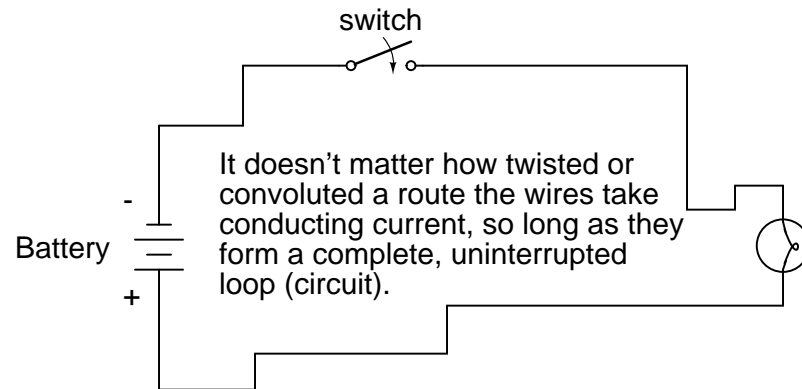 switch
It doesn't matter how twisted or
convoluted a route the wires take
-
conducting current, so long as they
Battery
form a complete, uninterrupted
loop (circuit).
+